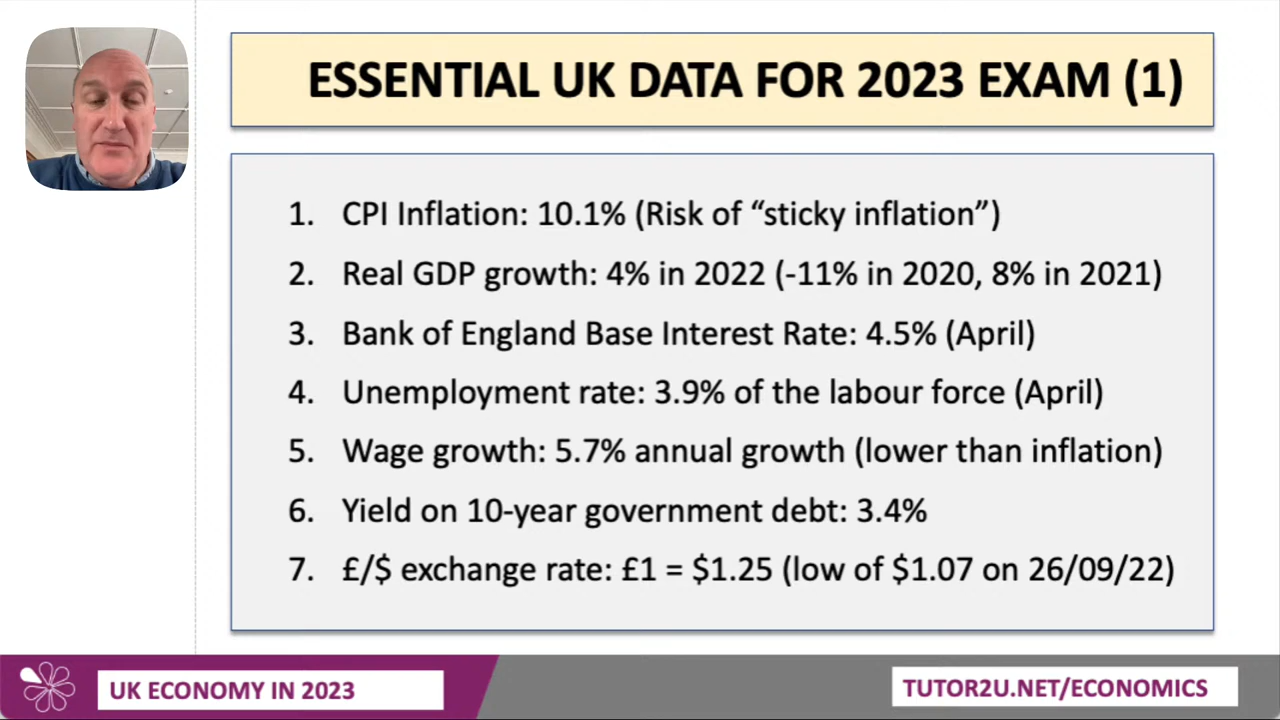 ESSENTIAL UK DATA FOR 2023 EXAM (1)
1. CPI Inflation: 10.1% (Risk of “sticky inflation”)
2. Real GDP growth: 4% in 2022 (-11% in 2020, 8% in 2021)
3. Bank of England Base Interest Rate: 4.5% (April)
4. Unemployment rate: 3.9% of the labour force (April)
5. Wage growth: 5.7% annual growth (lower than inflation)
6. Yield on 10-year government debt: 3.4%
7. £/$ exchange rate: £1 = $1.25 (low of $1.07 on 26/09/22)
UK ECONOMY IN 2023
TUTOR2U.NET/ECONOMICS